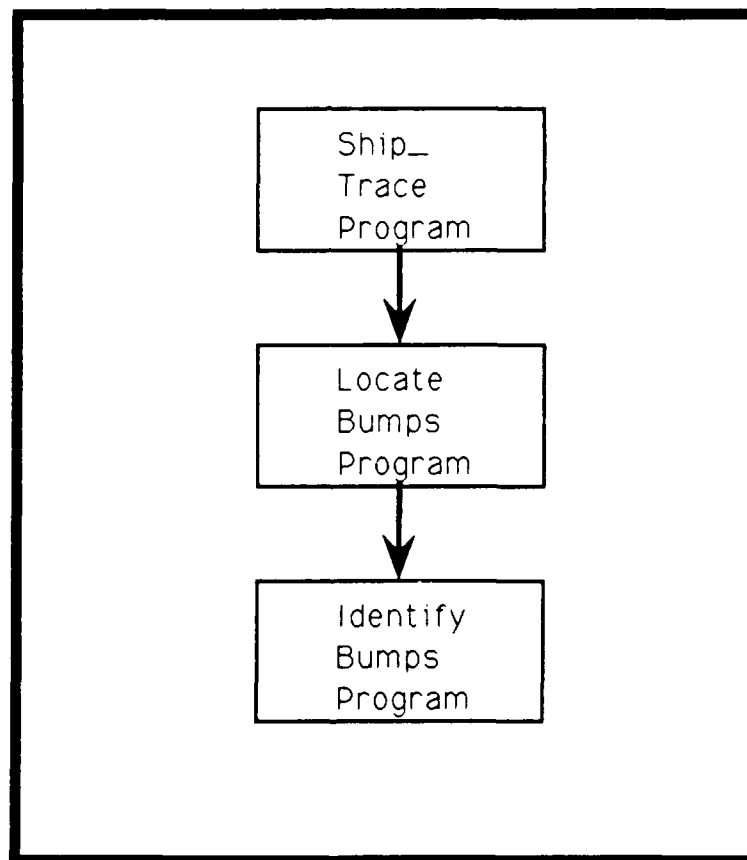 Ship_
Trace
Program
Locate
Bumps
Program
Identify
Bumps
Program